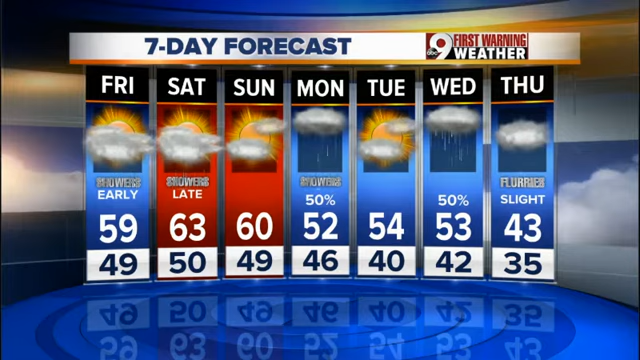 7-DAY FORECAST
9 abc FIRST WARNING
WEATHER
FRI SAT SUN MON TUE WED THU
SHOWERS SHOWERS SHOWERS FLURRIES
EARLY LATE 50% 50% SLIGHT
59 63 60 52 54 53 43
49 50 49 46 40 42 35